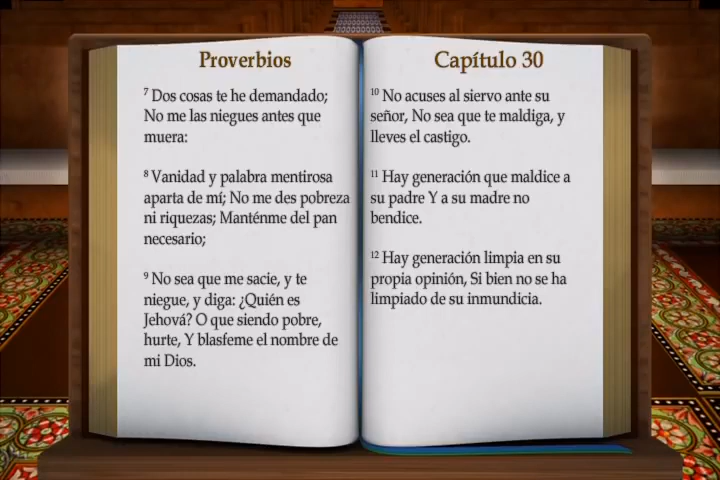 Proverbios
7 Dos cosas te he demandado;
No me las niegues antes que
muera:
8 Vanidad y palabra mentirosa
aparta de mí; No me des pobreza
ni riquezas; Manténme del pan
necesario;
9 No sea que me sacie, y te
niegue, y diga: ¿Quién es
Jehová? O que siendo pobre,
hurte, Y blasfeme el nombre de
mi Dios.
Capítulo 30
10 No acuses al siervo ante su
señor, No sea que te maldiga, y
lleves el castigo.
11 Hay generación que maldice a
su padre Y a su madre no
bendice.
12 Hay generación limpia en su
propia opinión, Si bien no se ha
limpiado de su inmundicia.